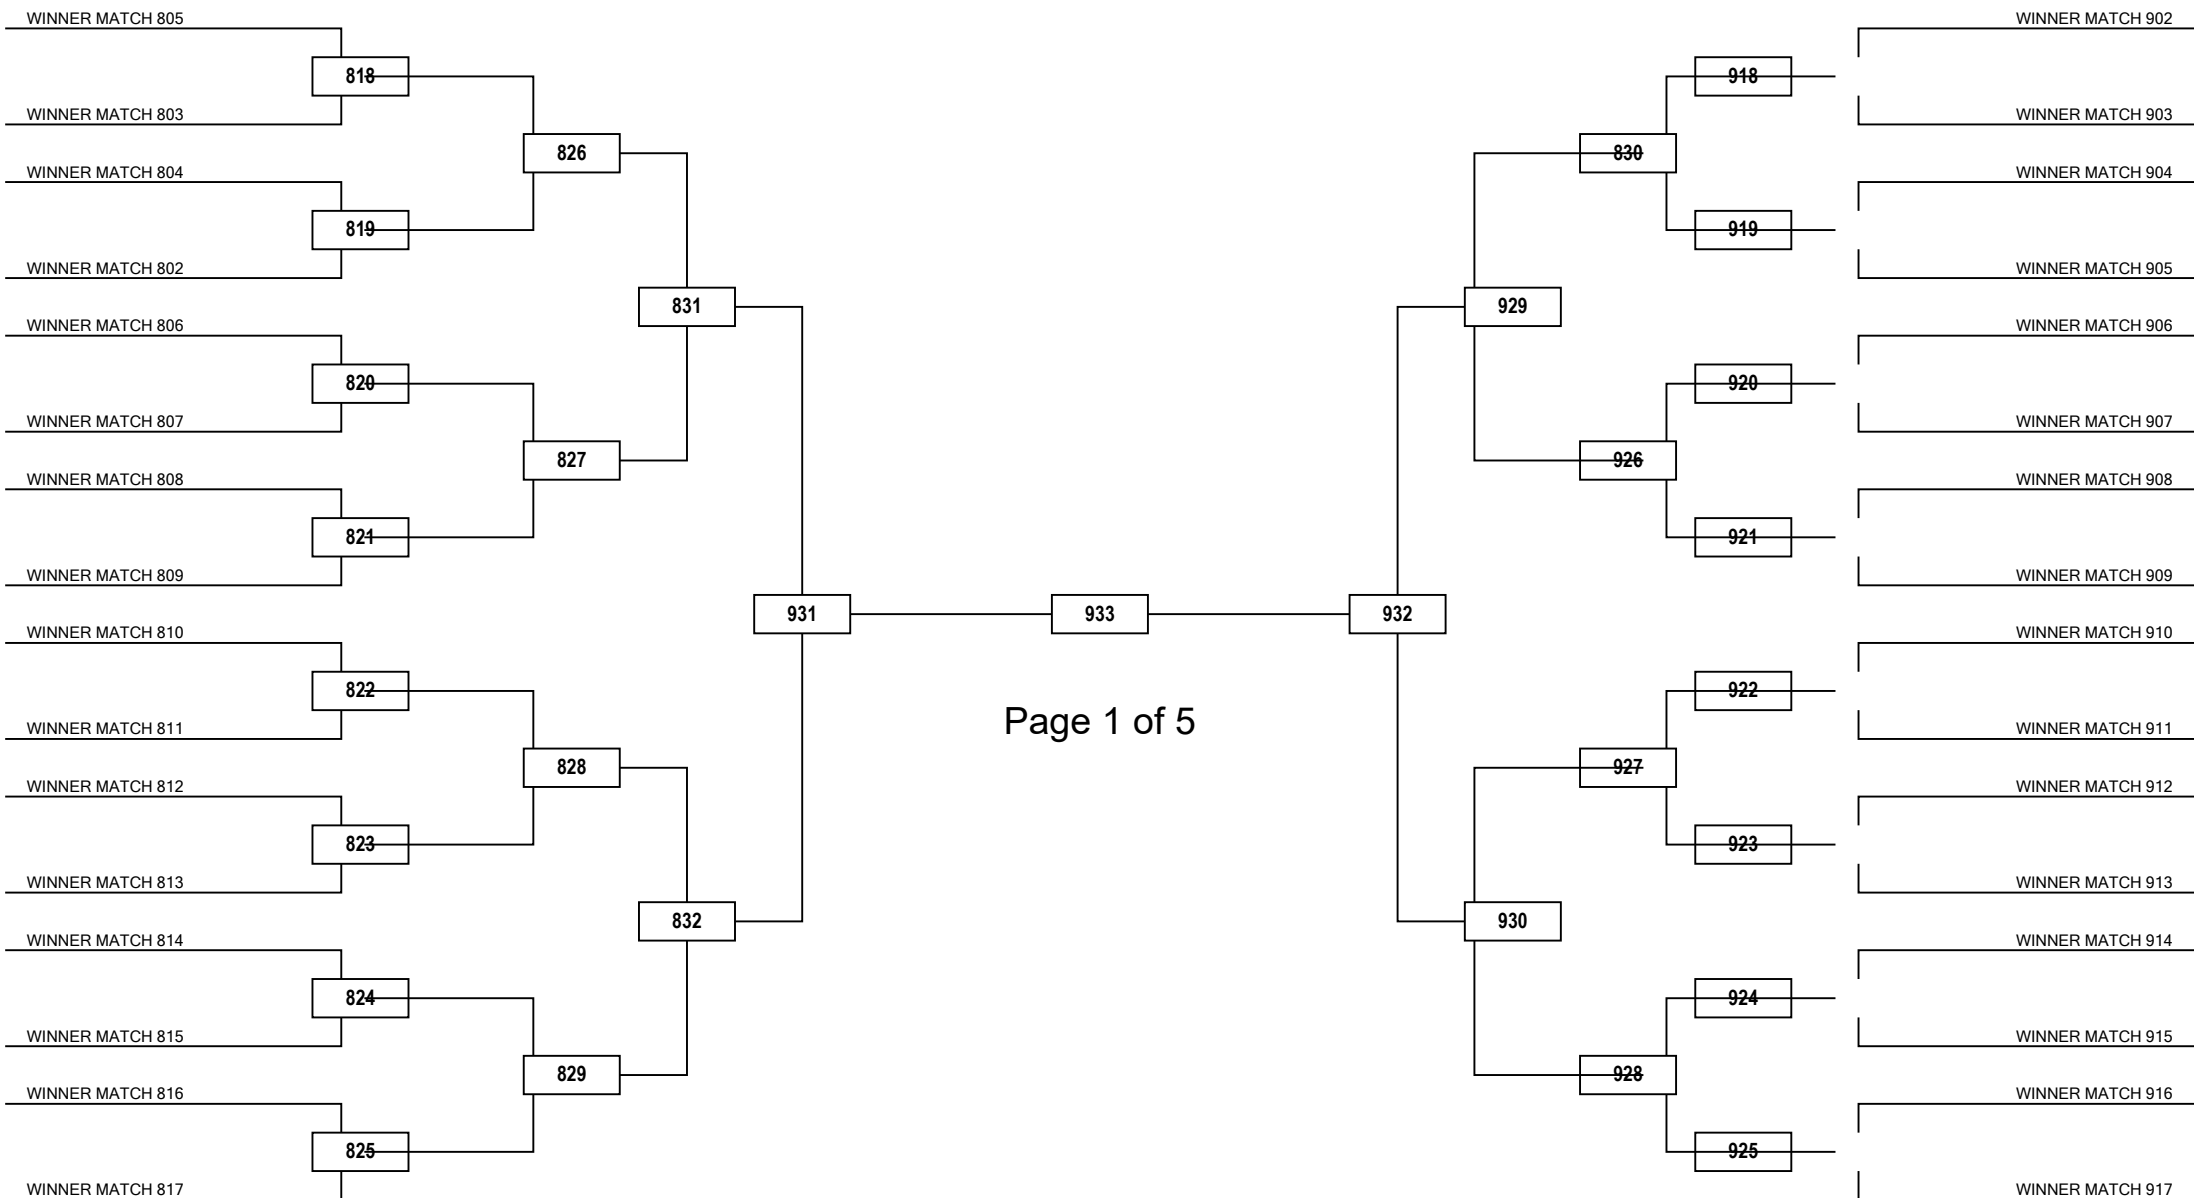 WINNER MATCH 805
WINNER MATCH 902
818
918
WINNER MATCH 803
WINNER MATCH 903
826
830
WINNER MATCH 804
WINNER MATCH 904
819
919
WINNER MATCH 802
WINNER MATCH 905
831
929
WINNER MATCH 806
WINNER MATCH 906
820
920
WINNER MATCH 807
WINNER MATCH 907
827
926
WINNER MATCH 808
WINNER MATCH 908
821
921
WINNER MATCH 809
WINNER MATCH 909
931
933
932
WINNER MATCH 810
WINNER MATCH 910
822
922
Page 1 of 5
WINNER MATCH 811
WINNER MATCH 911
828
927
WINNER MATCH 812
WINNER MATCH 912
823
923
WINNER MATCH 813
WINNER MATCH 913
832
930
WINNER MATCH 814
WINNER MATCH 914
824
924
WINNER MATCH 815
WINNER MATCH 915
829
928
WINNER MATCH 816
WINNER MATCH 916
825
925
WINNER MATCH 817
WINNER MATCH 917